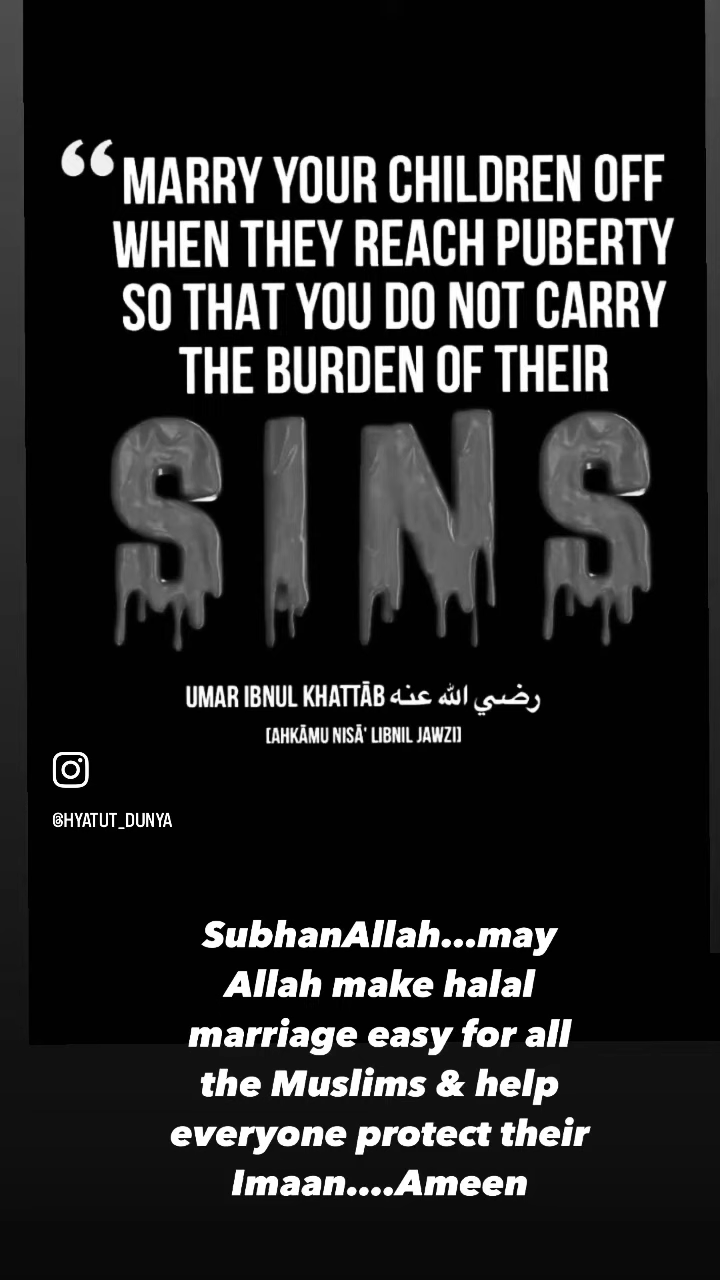 “ MARRY YOUR CHILDREN OFF
WHEN THEY REACH PUBERTY
SO THAT YOU DO NOT CARRY
THE BURDEN OF THEIR
SINS
UMAR IBNUL KHATTĀB رضي الله عنه
[AHKĀMU NISĀ' LIBNIL JAWZI]
@HYATUT_DUNYA
SubhanAllah...may
Allah make halal
marriage easy for all
the Muslims & help
everyone protect their
Imaan....Ameen